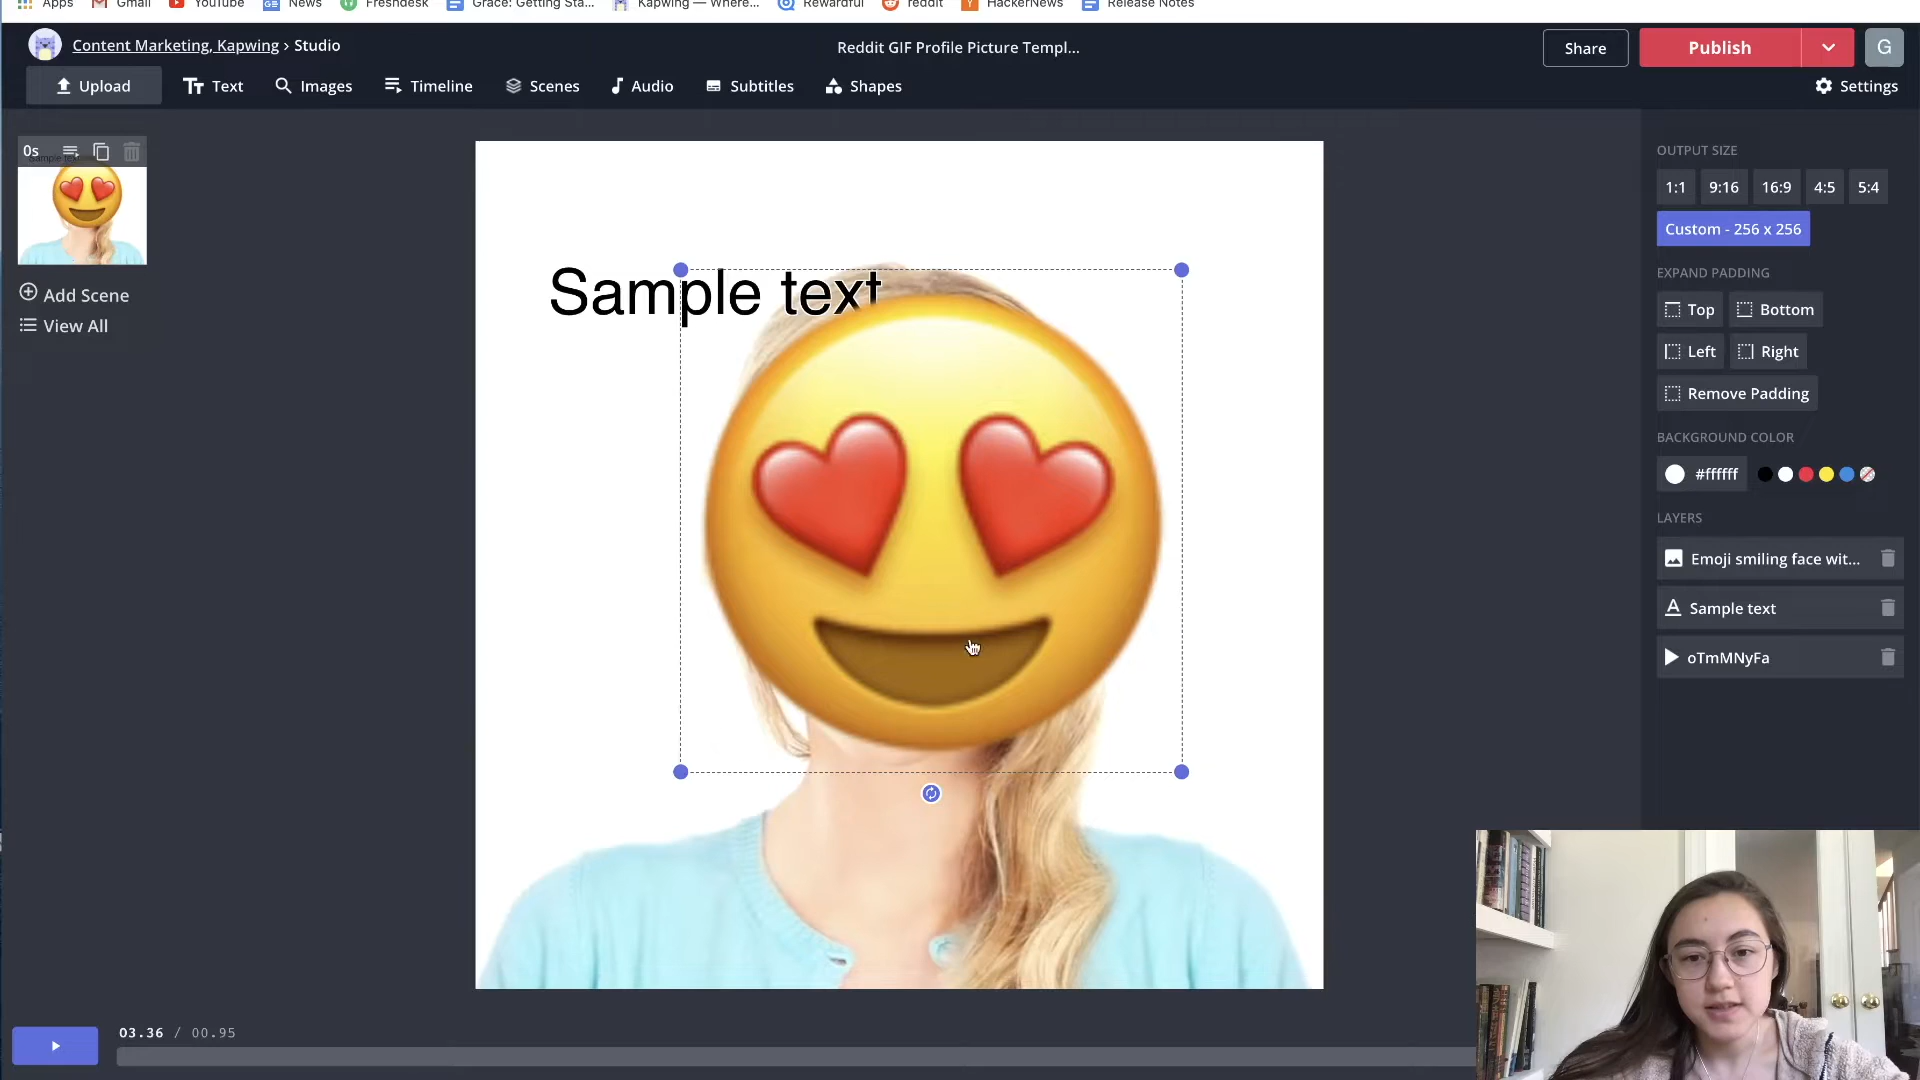 Apps Gmail YouTube News Freshdesk Grace: Getting Sta... Kapwing — Where... Rewardful reddit HackerNews Release Notes
Content Marketing, Kapwing › Studio
Reddit GIF Profile Picture Templ...
Share Publish G
Upload Text Images Timeline Scenes Audio Subtitles Shapes Settings
0s
Sample text
Add Scene
View All
Sample text
OUTPUT SIZE
1:1 9:16 16:9 4:5 5:4
Custom - 256 x 256
EXPAND PADDING
Top Bottom
Left Right
Remove Padding
BACKGROUND COLOR
#ffffff
LAYERS
Emoji smiling face wit...
Sample text
oTmMNyFa
03.36 / 00.95